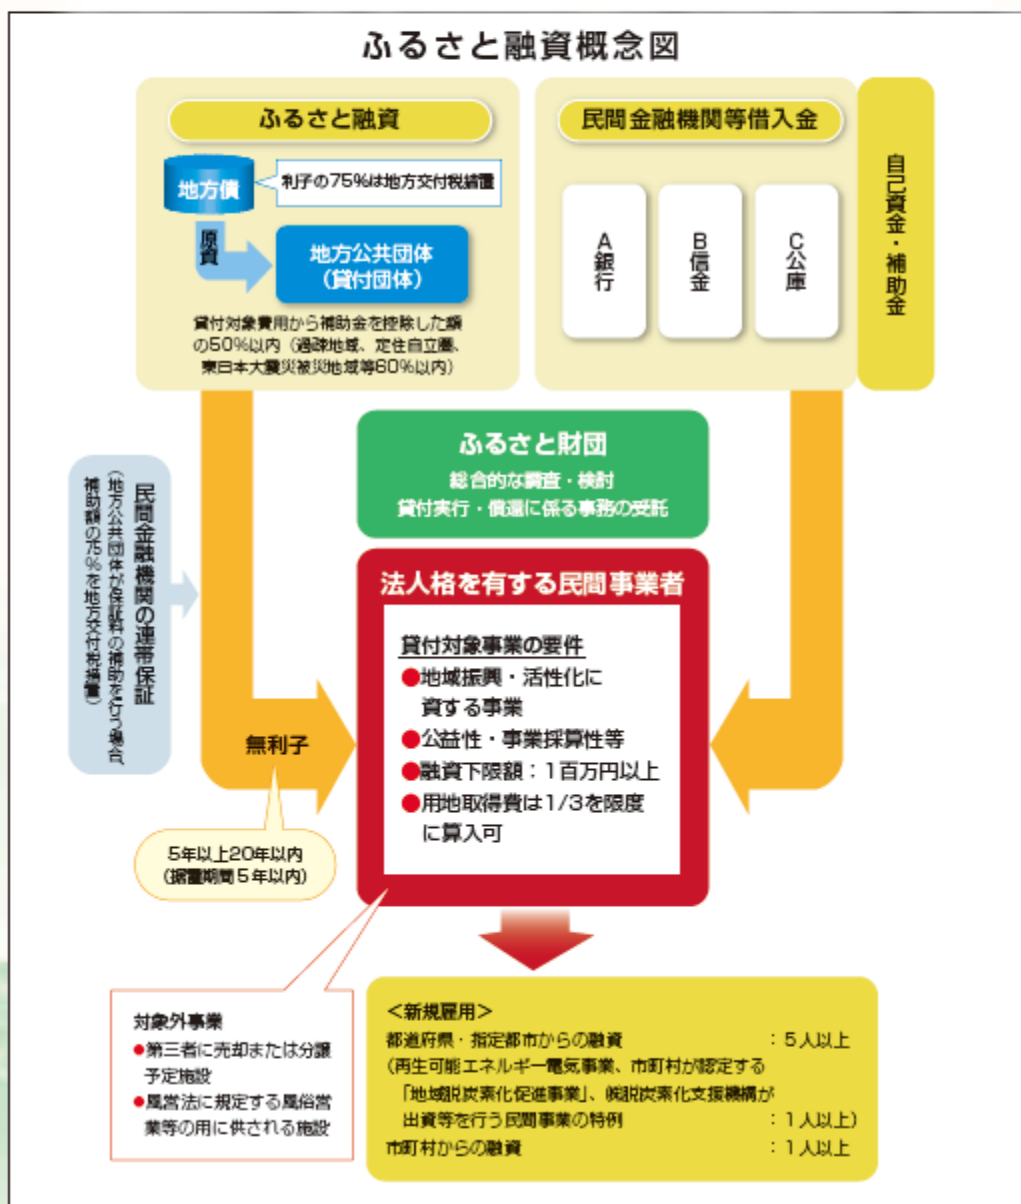 ふるさと融資概念図
ふるさと融資
地方債
利子の75%は地方交付税措置
原資
地方公共団体
(貸付団体)
貸付対象費用から補助金を控除した額
の50%以内(過疎地域、定住自立圏、
東日本大震災被災地域等60%以内)
民間金融機関等借入金
A銀行
B信金
C公庫
自己資金・補助金
ふるさと財団
総合的な調査・検討
貸付実行・償還に係る事務の受託
民間金融機関の連帯保証
(地方公共団体が保証料の補助を行う場合、
補助額の75%を地方交付税措置)
無利子
5年以上20年以内
(据置期間5年以内)
法人格を有する民間事業者
貸付対象事業の要件
●地域振興・活性化に
資する事業
●公益性・事業採算性等
●融資下限額:1百万円以上
●用地取得費は1/3を限度
に算入可
対象外事業
●第三者に売却または分譲
予定施設
●風営法に規定する風俗営
業等の用に供される施設
<新規雇用>
都道府県・指定都市からの融資 :5人以上
(再生可能エネルギー電気事業、市町村が認定する
「地域脱炭素化促進事業」、㈱脱炭素化支援機構が
出資等を行う民間事業の特例 :1人以上)
市町村からの融資 :1人以上